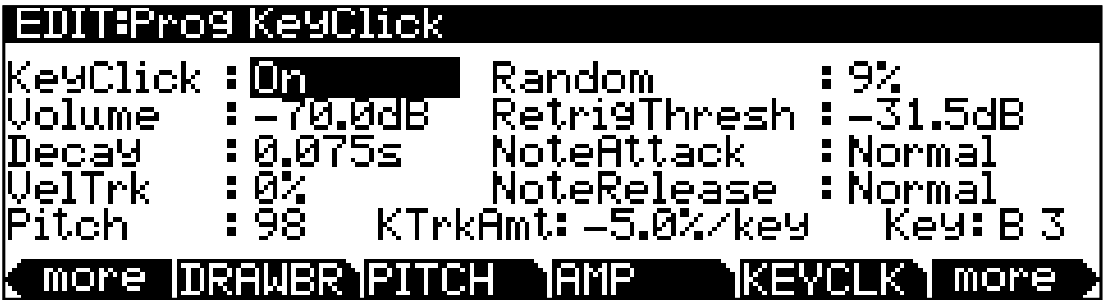 EDIT:Prog KeyClick
KeyClick :On Random :9%
Volume :-70.0dB RetrigThresh :-31.5dB
Decay :0.075s NoteAttack :Normal
VelTrk :0% NoteRelease :Normal
Pitch :98 KTrkAmt:-5.0%/key Key:B 3
more DRAWBR PITCH AMP KEYCLK more